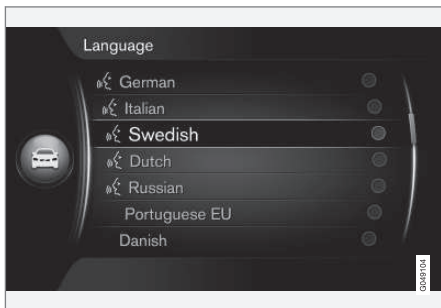 Language
German
Italian
Swedish
Dutch
Russian
Portuguese EU
Danish
G049104